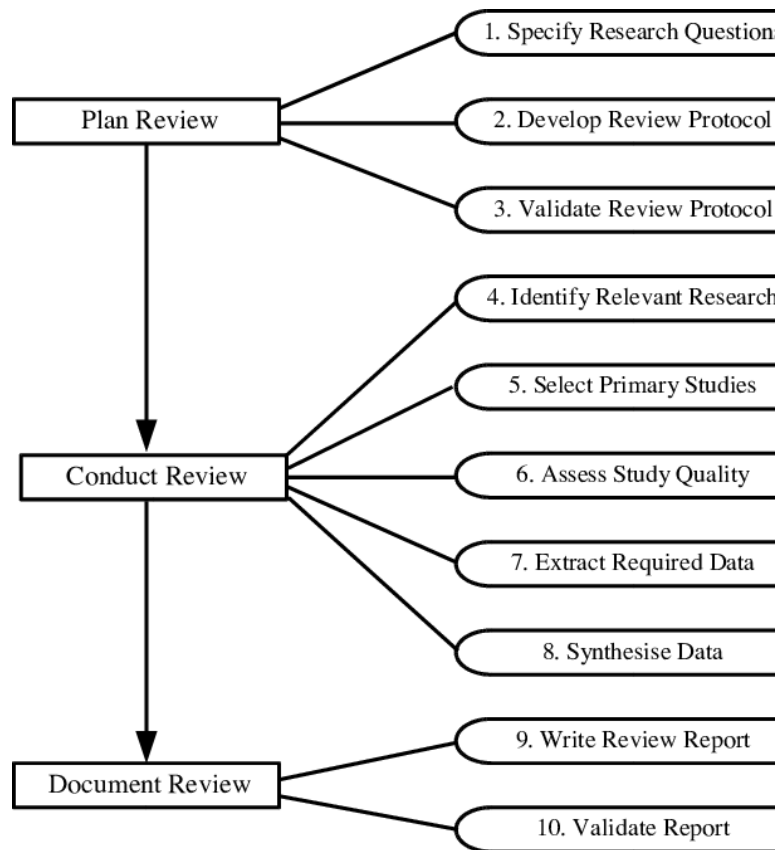 1. Specify Research Questions
Plan Review
2. Develop Review Protocol
3. Validate Review Protocol
4. Identify Relevant Research
5. Select Primary Studies
Conduct Review
6. Assess Study Quality
7. Extract Required Data
8. Synthesise Data
9. Write Review Report
Document Review
10. Validate Report